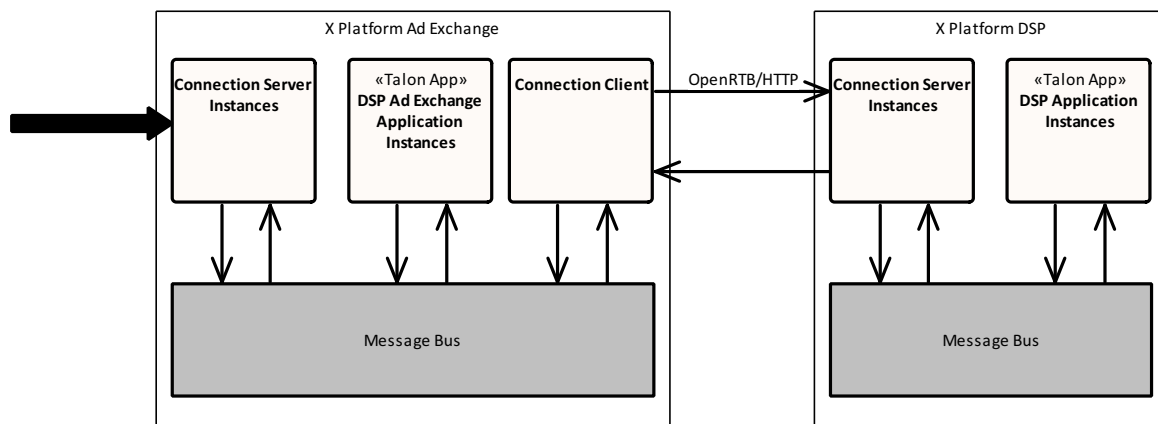 X Platform Ad Exchange
Connection Server
Instances
«Talon App»
DSP Ad Exchange
Application
Instances
Connection Client
Message Bus
OpenRTB/HTTP
X Platform DSP
Connection Server
Instances
«Talon App»
DSP Application
Instances
Message Bus